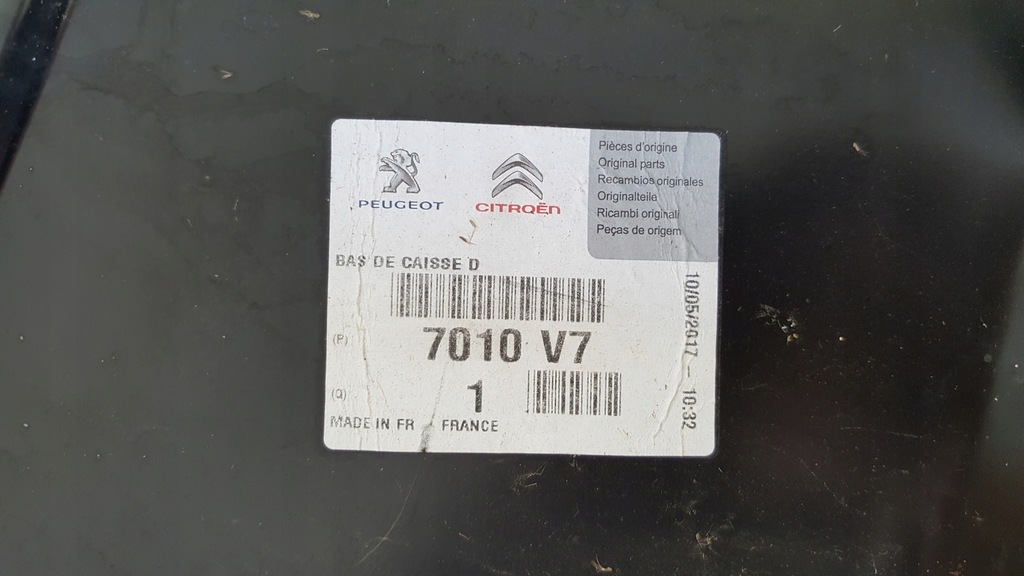 PEUGEOT
CITROËN
Pièces d'origine
Original parts
Recambios originales
Originalteile
Ricambi originali
Peças de origem
BAS DE CAISSE D
(P) 7010 V7
(Q) 1
MADE IN FR FRANCE
10/05/2017 - 10:32